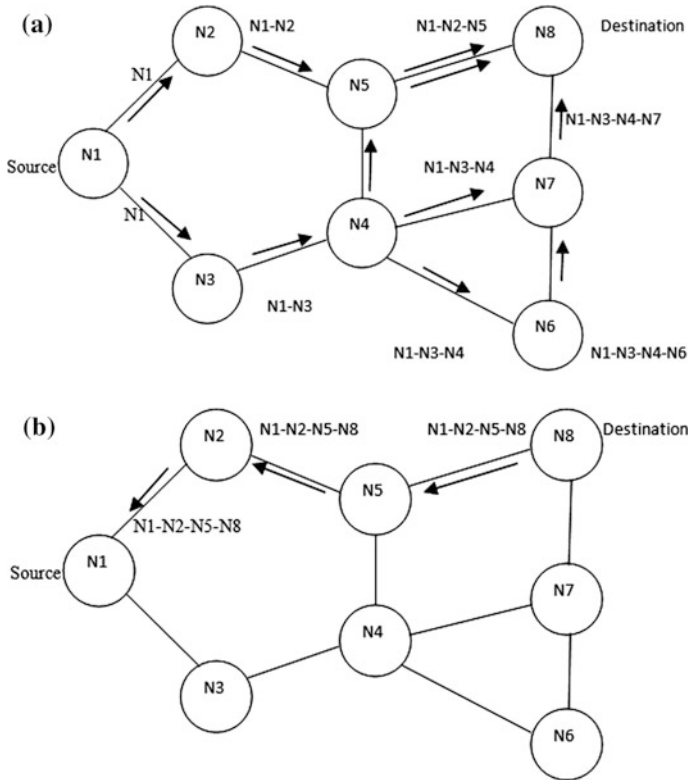 (a)
N2
N1-N2
N1-N2-N5
N8
Destination
N1
N5
N1-N3-N4-N7
Source
N1
N1-N3-N4
N7
N1
N4
N3
N1-N3
N6
N1-N3-N4
N1-N3-N4-N6
(b)
N2
N1-N2-N5-N8
N1-N2-N5-N8
N8
Destination
N5
N1-N2-N5-N8
Source
N1
N7
N4
N3
N6